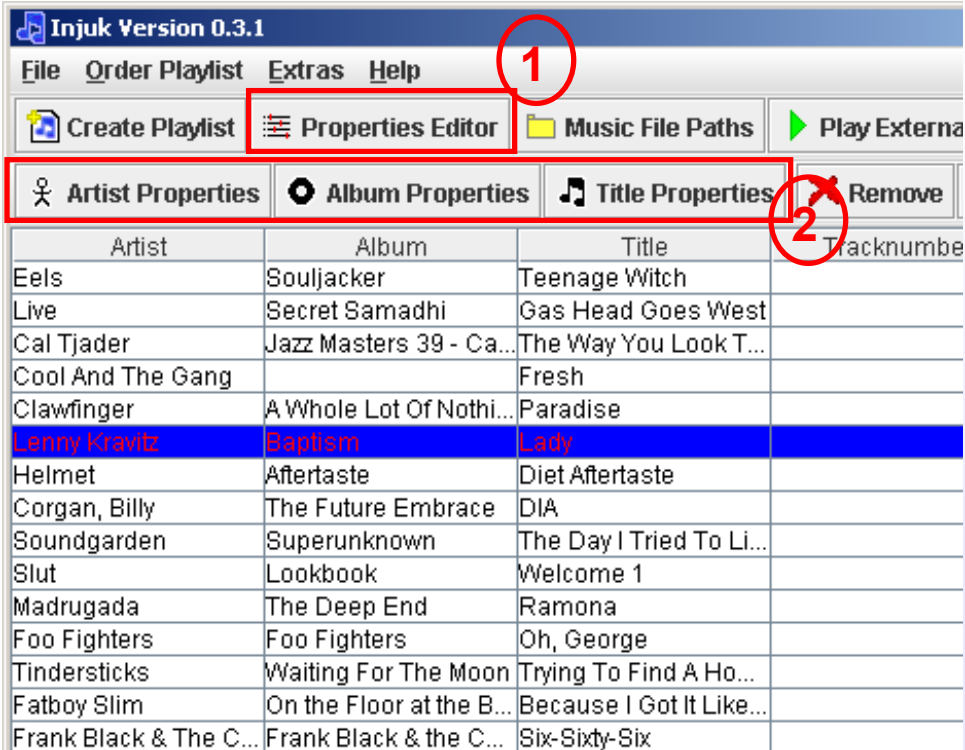 Injuk Version 0.3.1
1
File Order Playlist Extras Help
Create Playlist Properties Editor Music File Paths Play Externa
Artist Properties Album Properties Title Properties Remove
2
Artist Album Title Tracknumbe
Eels Souljacker Teenage Witch
Live Secret Samadhi Gas Head Goes West
Cal Tjader Jazz Masters 39 - Ca... The Way You Look T...
Cool And The Gang Fresh
Clawfinger A Whole Lot Of Nothi... Paradise
Lenny Kravitz Baptism Lady
Helmet Aftertaste Diet Aftertaste
Corgan, Billy The Future Embrace DIA
Soundgarden Superunknown The Day I Tried To Li...
Slut Lookbook Welcome 1
Madrugada The Deep End Ramona
Foo Fighters Foo Fighters Oh, George
Tindersticks Waiting For The Moon Trying To Find A Ho...
Fatboy Slim On the Floor at the B... Because I Got It Like...
Frank Black & The C... Frank Black & the C... Six-Sixty-Six